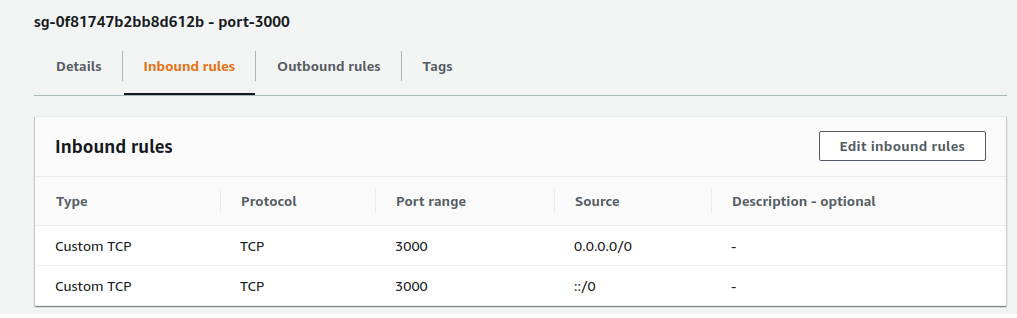 sg-0f81747b2bb8d612b - port-3000
Details Inbound rules Outbound rules Tags
Inbound rules Edit inbound rules
Type Protocol Port range Source Description - optional
Custom TCP TCP 3000 0.0.0.0/0 -
Custom TCP TCP 3000 ::/0 -